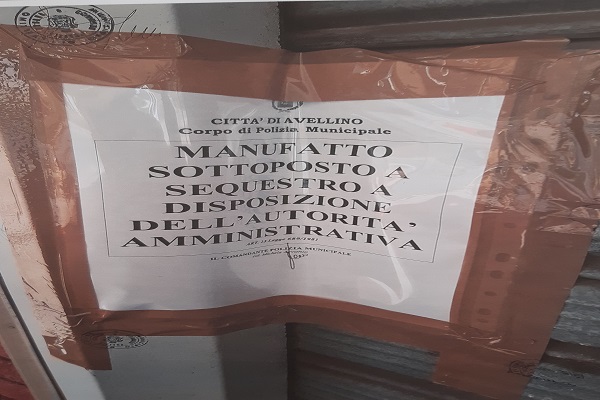 CITTA' DI AVELLINO
Corpo di Polizia Municipale
MANUFATTO
SOTTOPOSTO A
SEQUESTRO A
DISPOSIZIONE
DELL'AUTORITA'
AMMINISTRATIVA
IL COMANDANTE POLIZIA MUNICIPALE